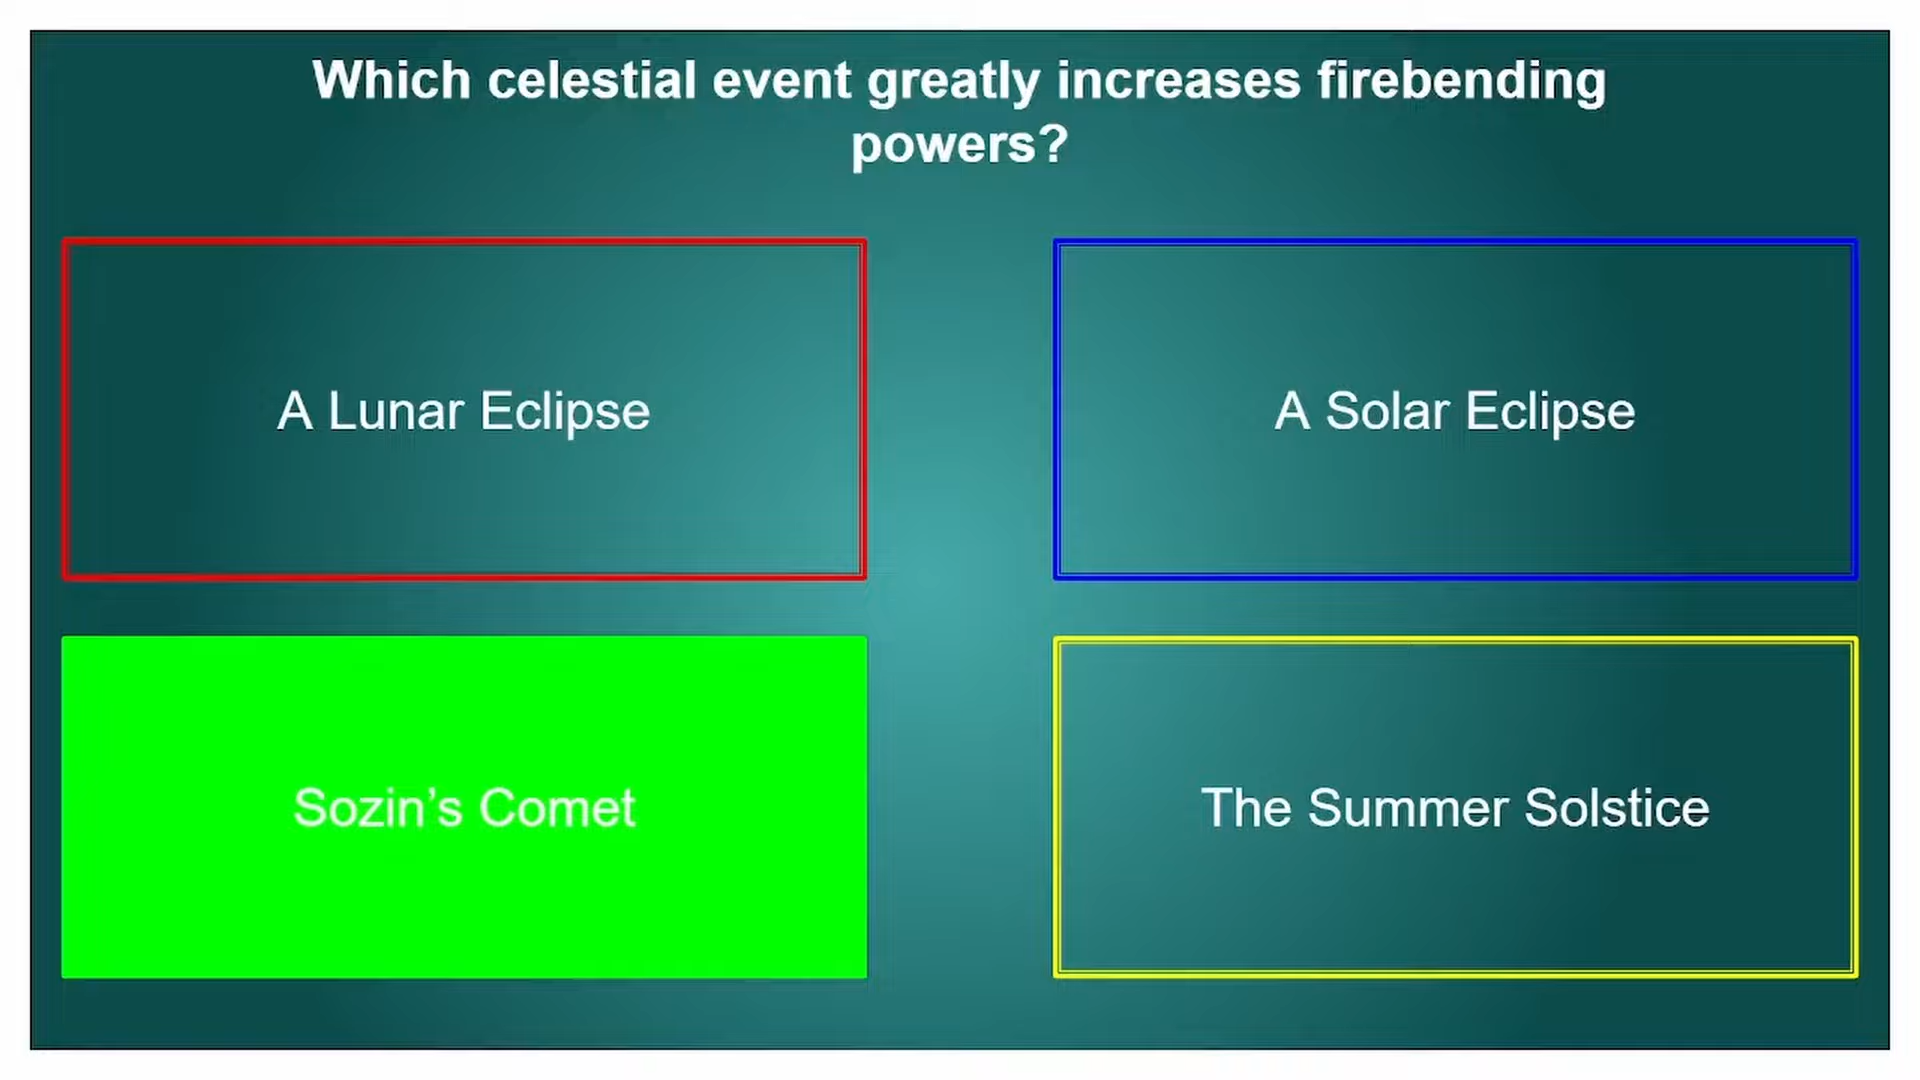 Which celestial event greatly increases firebending
powers?
A Lunar Eclipse
A Solar Eclipse
Sozin’s Comet
The Summer Solstice